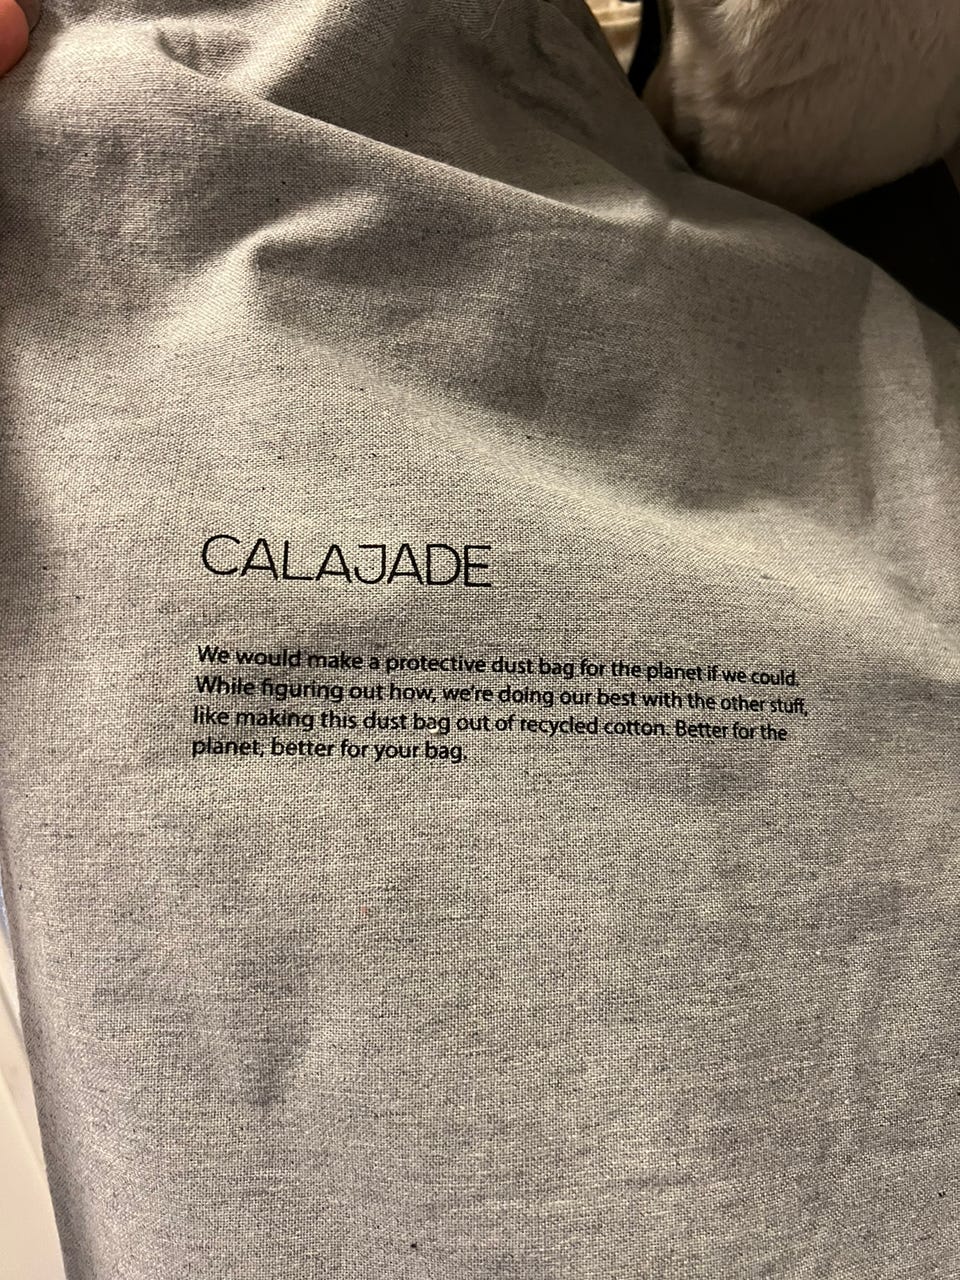 CALAJADE
We would make a protective dust bag for the planet if we could.
While figuring out how, we're doing our best with the other stuff,
like making this dust bag out of recycled cotton. Better for the
planet, better for your bag.